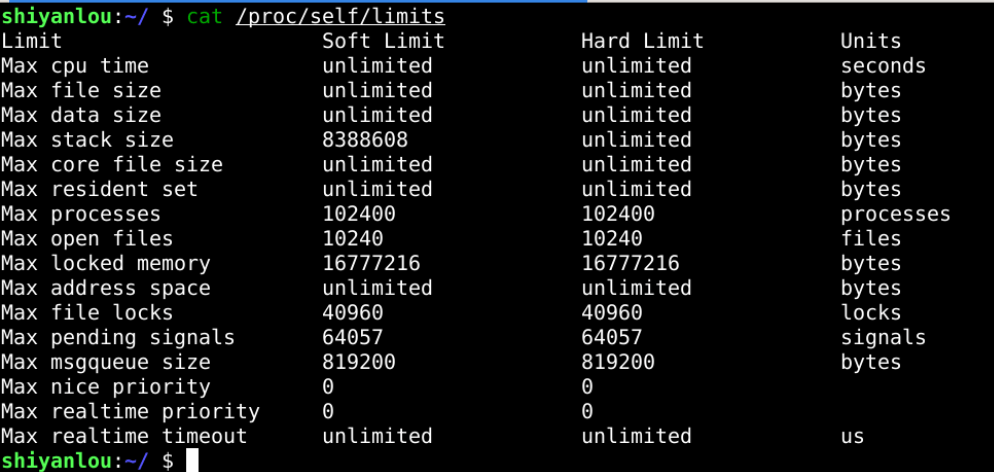 shiyanlou:~/ $ cat /proc/self/limits
Limit                     Soft Limit           Hard Limit           Units
Max cpu time              unlimited            unlimited            seconds
Max file size             unlimited            unlimited            bytes
Max data size             unlimited            unlimited            bytes
Max stack size            8388608              unlimited            bytes
Max core file size        unlimited            unlimited            bytes
Max resident set          unlimited            unlimited            bytes
Max processes             102400               102400               processes
Max open files            10240                10240                files
Max locked memory         16777216             16777216             bytes
Max address space         unlimited            unlimited            bytes
Max file locks            40960                40960                locks
Max pending signals       64057                64057                signals
Max msgqueue size         819200               819200               bytes
Max nice priority         0                    0
Max realtime priority     0                    0
Max realtime timeout      unlimited            unlimited            us
shiyanlou:~/ $